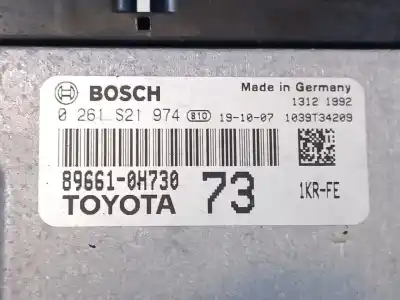 BOSCH
Made in Germany
1312 1992
0 261 S21 974 810 19-10-07 1039T34209
89661-0H730
TOYOTA
73
1KR-FE